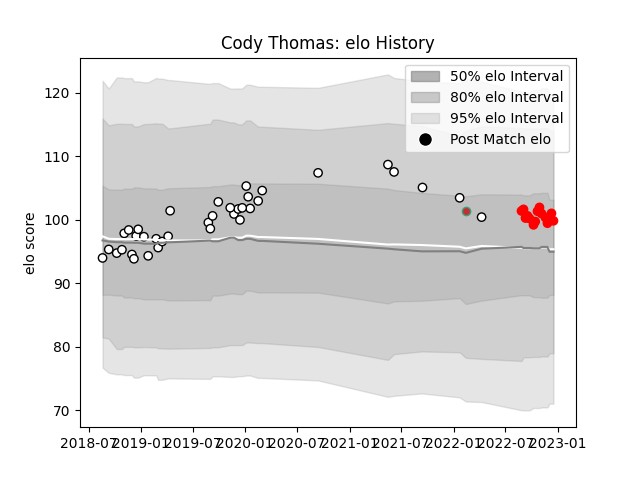 Cody Thomas: elo History
50% elo Interval
80% elo Interval
95% elo Interval
Post Match elo
elo score
120
110
100
90
80
70
2018-07 2019-01 2019-07 2020-01 2020-07 2021-01 2021-07 2022-01 2022-07 2023-01